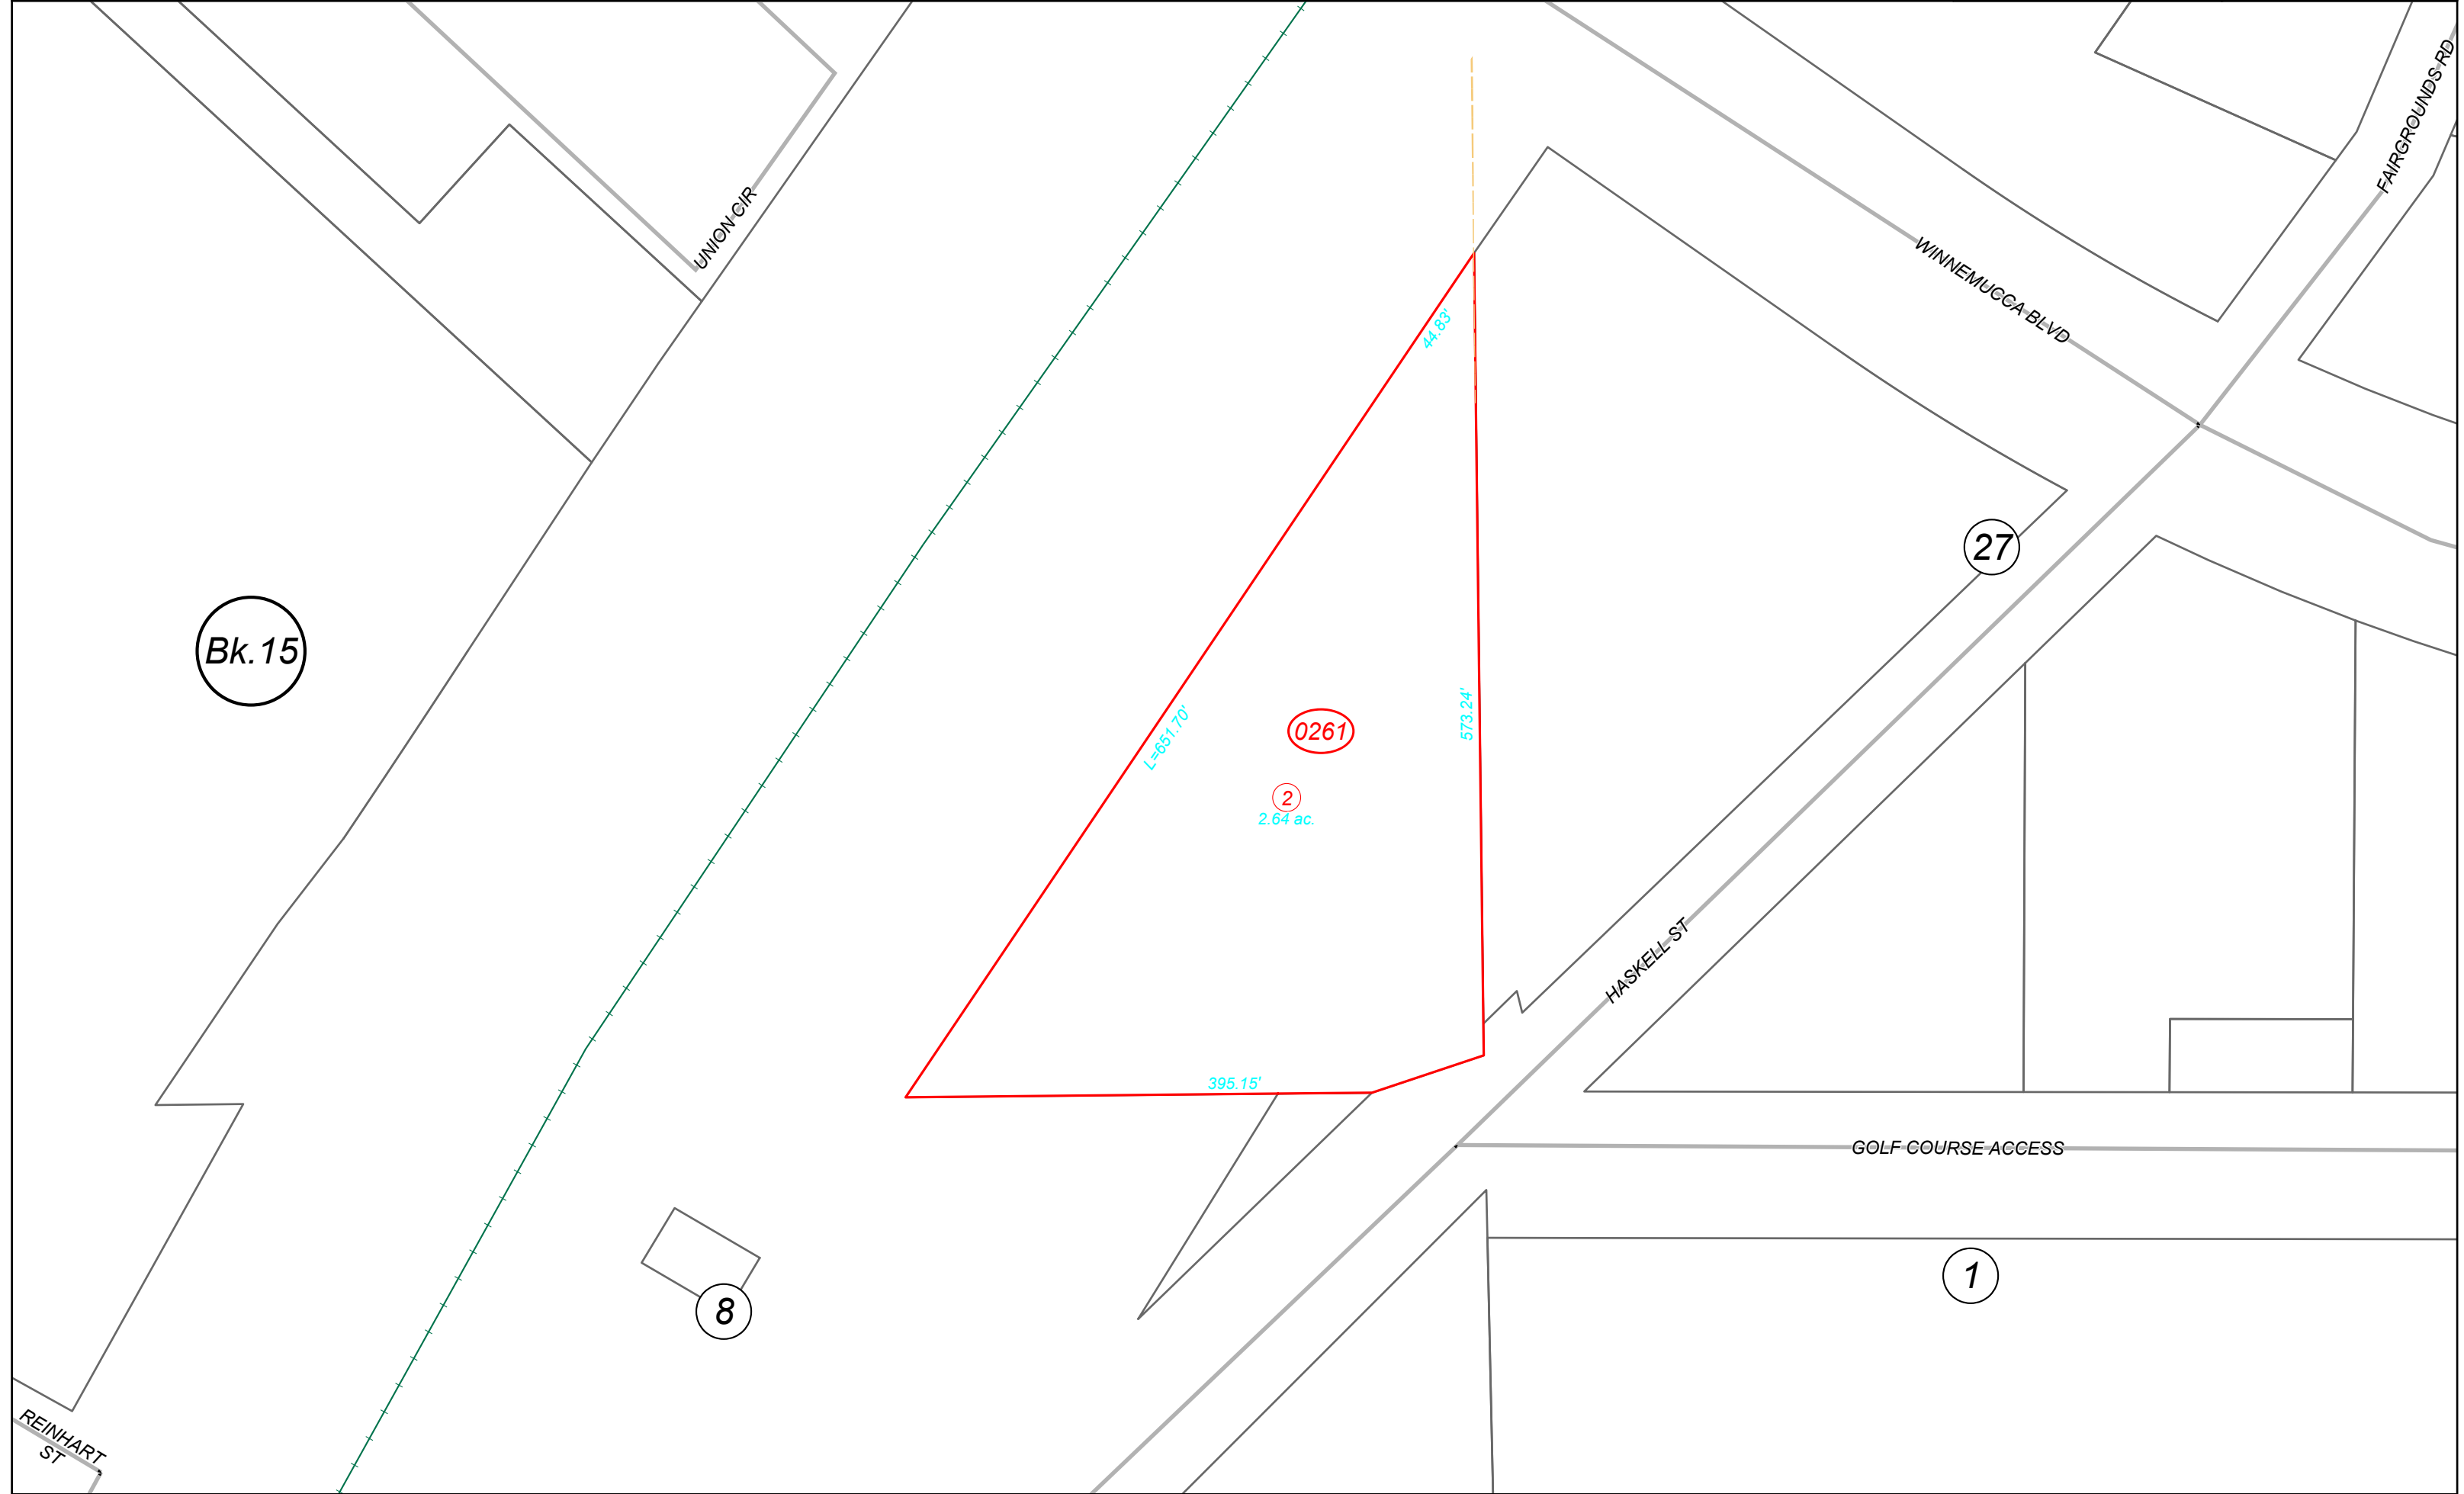 FAIRGROUNDS RD
UNION CIR
WINNEMUCCA BLVD
44.83'
27
Bk.15
L=651.70'
573.24'
0261
2
2.64 ac.
HASKELL ST
395.15'
GOLF COURSE ACCESS
1
8
REINHART
ST